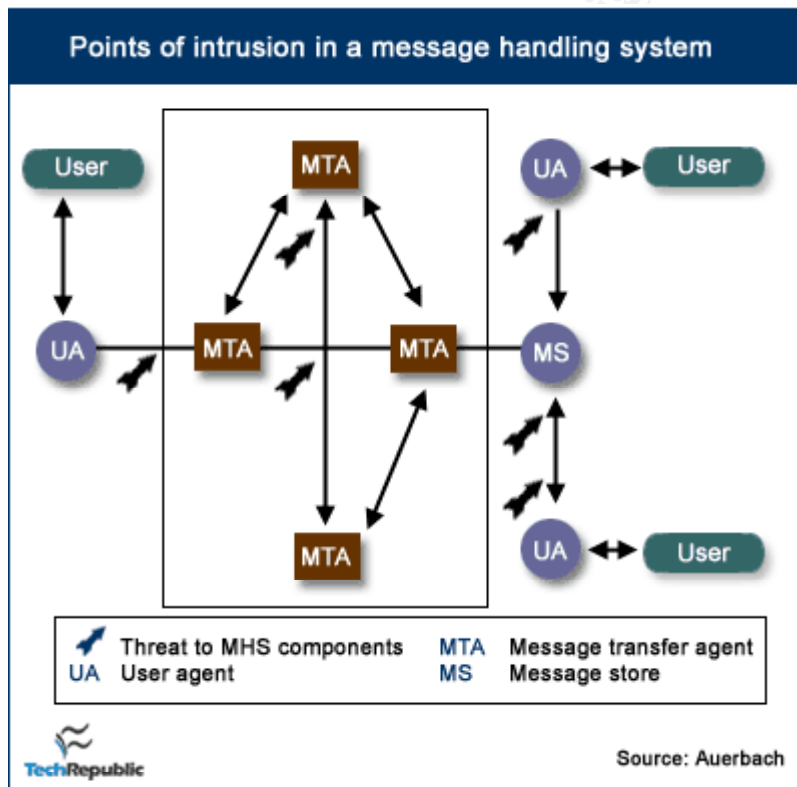 Points of intrusion in a message handling system
User
MTA
UA
User
UA
MTA
MTA
MS
MTA
UA
User
Threat to MHS components
MTA Message transfer agent
UA User agent
MS Message store
TechRepublic
Source: Auerbach